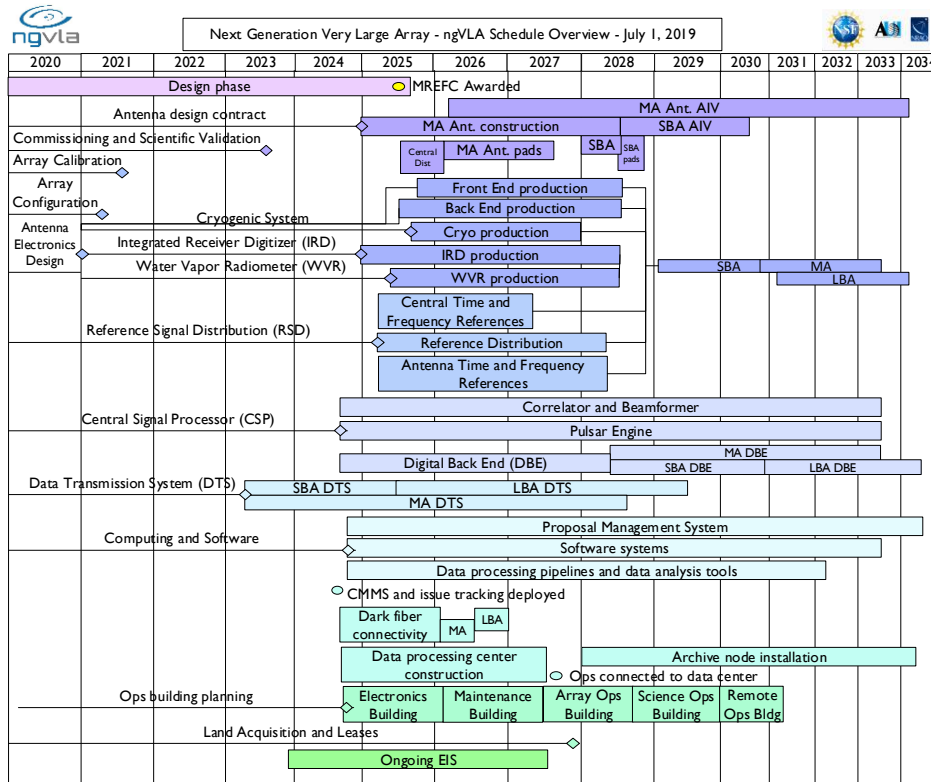 ngvla
Next Generation Very Large Array - ngVLA Schedule Overview - July 1, 2019
NSF
NRAO
2020 2021 2022 2023 2024 2025 2026 2027 2028 2029 2030 2031 2032 2033 2034
Design phase
MREFC Awarded
MA Ant. AIV
Antenna design contract
MA Ant. construction
SBA AIV
Commissioning and Scientific Validation
Central
Dist
MA Ant. pads
SBA
SBA
pads
Array Calibration
Array
Configuration
Front End production
Back End production
Cryogenic System
Cryo production
Antenna
Electronics
Design
Integrated Receiver Digitizer (IRD)
IRD production
Water Vapor Radiometer (WVR)
WVR production
SBA
MA
LBA
Central Time and
Frequency References
Reference Signal Distribution (RSD)
Reference Distribution
Antenna Time and Frequency
References
Correlator and Beamformer
Central Signal Processor (CSP)
Pulsar Engine
MA DBE
Digital Back End (DBE)
SBA DBE
LBA DBE
Data Transmission System (DTS)
SBA DTS
LBA DTS
MA DTS
Proposal Management System
Computing and Software
Software systems
Data processing pipelines and data analysis tools
CMMS and issue tracking deployed
Dark fiber
connectivity
MA
LBA
Data processing center
construction
Archive node installation
Ops connected to data center
Ops building planning
Electronics
Building
Maintenance
Building
Array Ops
Building
Science Ops
Building
Remote
Ops Bldg
Land Acquisition and Leases
Ongoing EIS